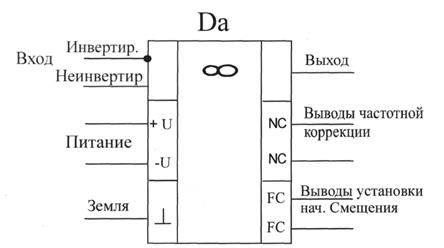 Da
Вход
Инвертир.
Неинвертир
∞
Выход
+ U
Питание
-U
NC
Выводы частотной
коррекции
NC
Земля
⊥
FC
Выводы установки
нач. Смещения
FC